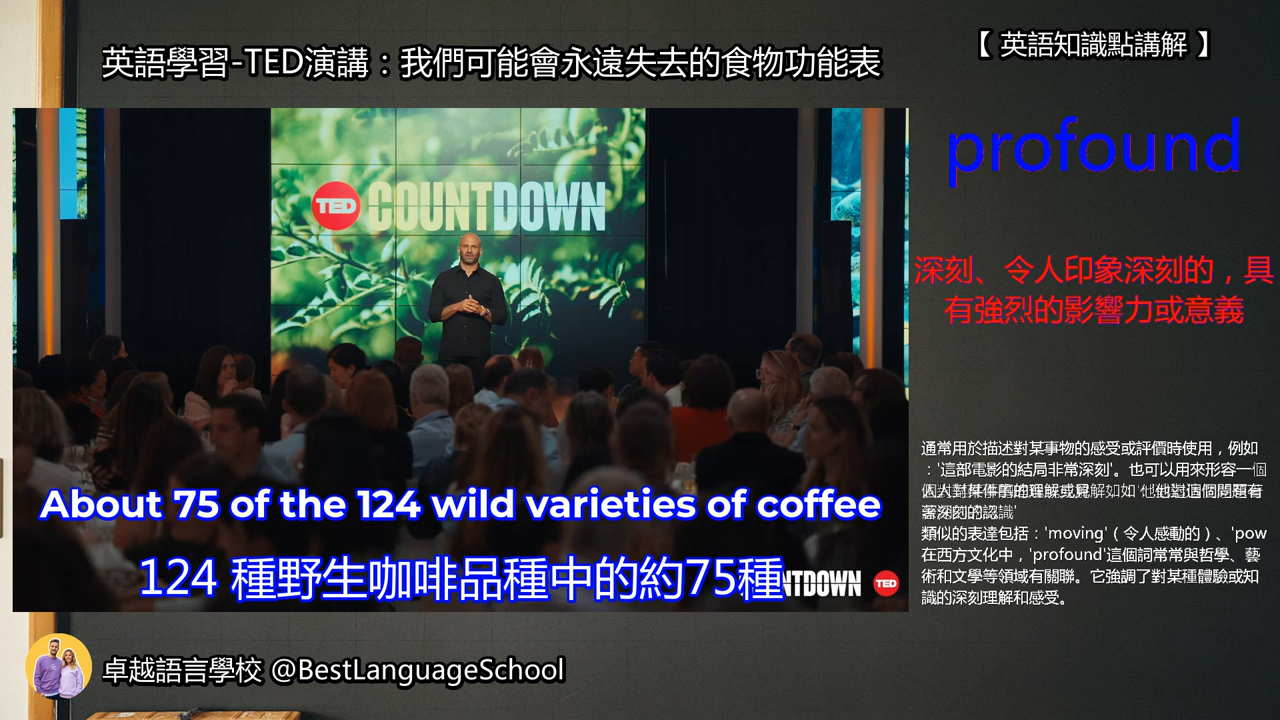 英語學習-TED演講：我們可能會永遠失去的食物功能表
【 英語知識點講解 】
profound
TED COUNTDOWN
深刻、令人印象深刻的，具
有強烈的影響力或意義
通常用於描述對某事物的感受或評價時使用，例如
：'這部電影的結局非常深刻'。也可以用來形容一個
著深刻的認識'
類似的表達包括：'moving'（令人感動的）、'pow
在西方文化中，'profound'這個詞常常與哲學、藝
術和文學等領域有關聯。它強調了對某種體驗或知
識的深刻理解和感受。
About 75 of the 124 wild varieties of coffee
124 種野生咖啡品種中的約75種
NTDOWN TED
卓越語言學校 @BestLanguageSchool